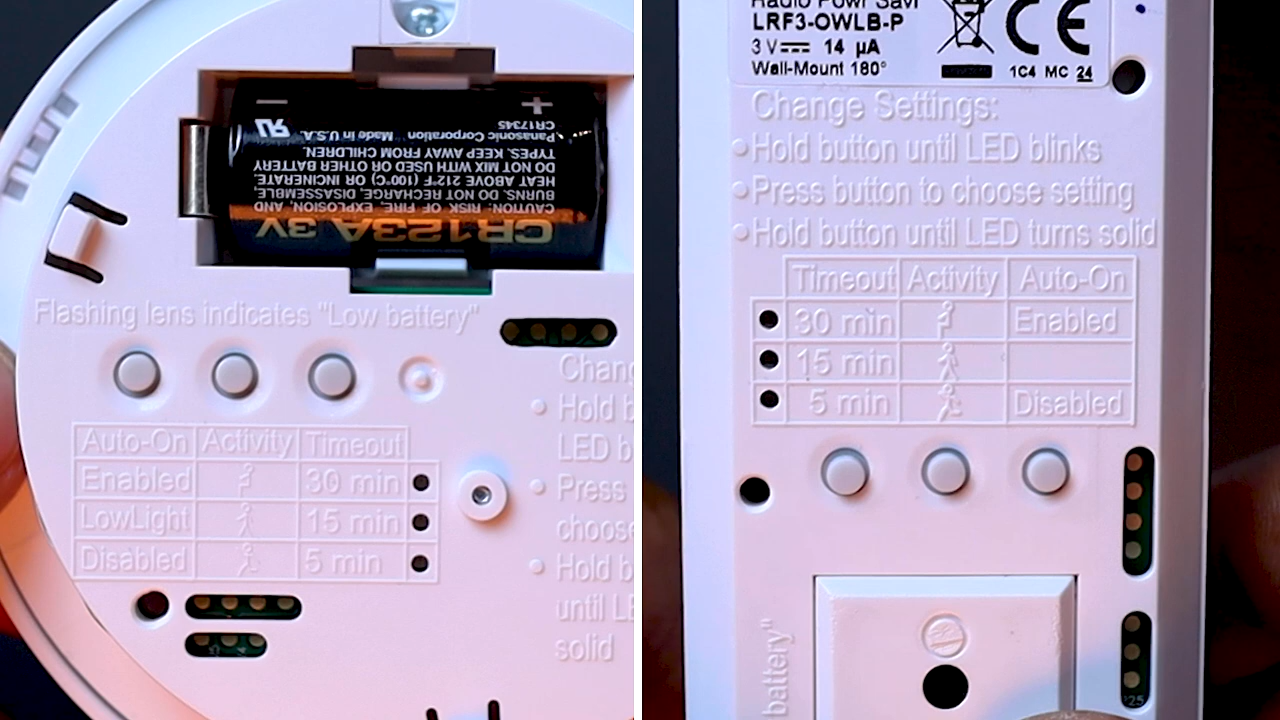 CR123A 3V
CAUTION: RISK OF FIRE, EXPLOSION, AND
BURNS. DO NOT RECHARGE, DISASSEMBLE,
HEAT ABOVE 212°F (100°C) OR INCINERATE.
DO NOT MIX WITH USED OR OTHER BATTERY
TYPES. KEEP AWAY FROM CHILDREN.
Panasonic Corporation Made in U.S.A.
CR17345
+ −
Flashing lens indicates "Low battery"
Auto-On Activity Timeout
Enabled 30 min
LowLight 15 min
Disabled 5 min
Hold
LED
Press
Hold
solid
Radio Powr Savr
LRF3-OWLB-P
3 V 14 µA
Wall-Mount 180°
CE
1C4 MC 24
Change Settings:
•Hold button until LED blinks
•Press button to choose setting
•Hold button until LED turns solid
Timeout Activity Auto-On
30 min Enabled
15 min
5 min Disabled
battery"